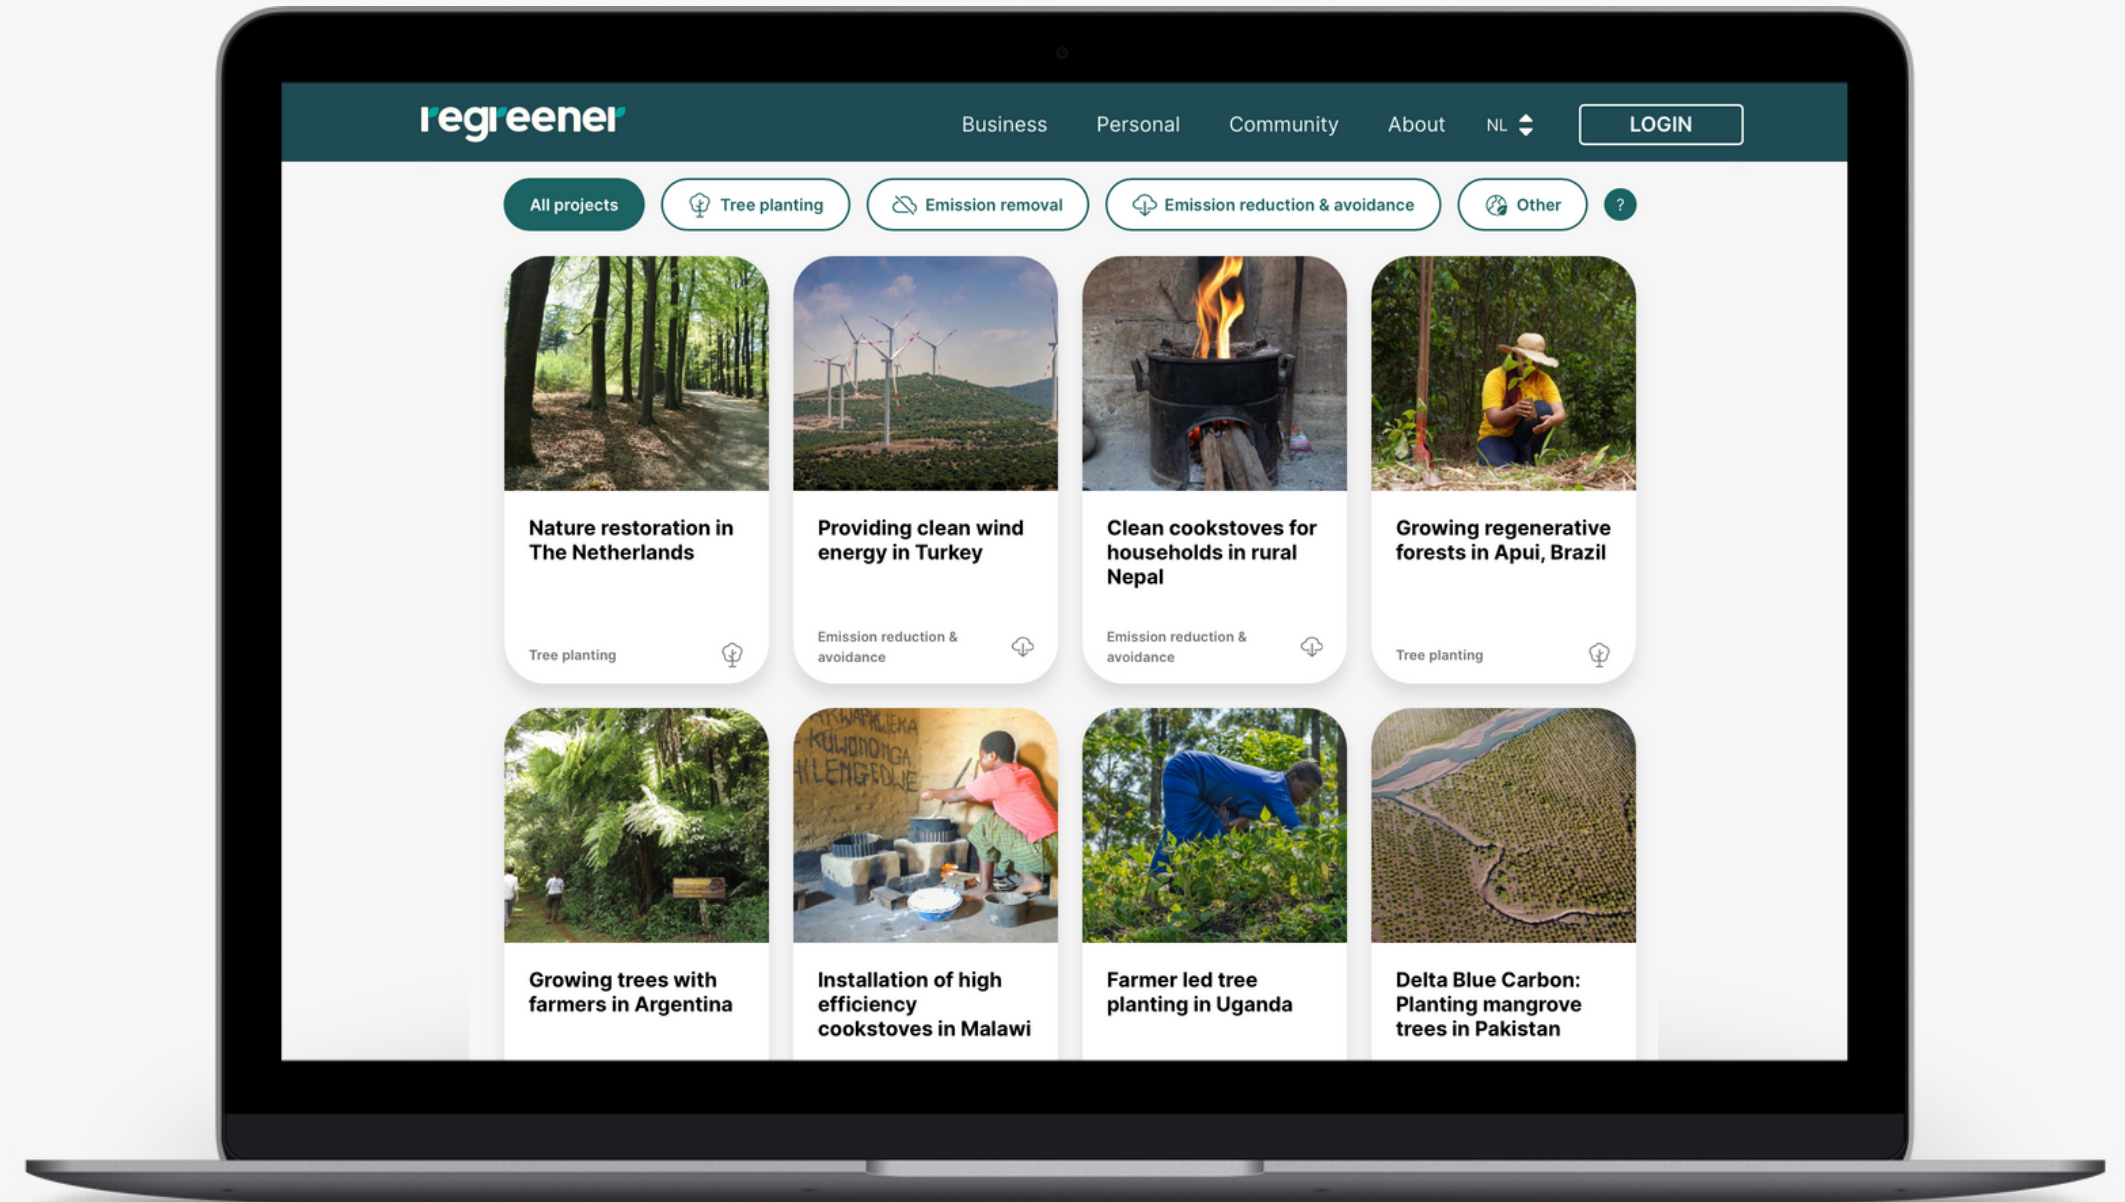 regreener
Business Personal Community About NL LOGIN
All projects Tree planting Emission removal Emission reduction & avoidance Other ?
Nature restoration in
The Netherlands
Tree planting
Providing clean wind
energy in Turkey
Emission reduction &
avoidance
Clean cookstoves for
households in rural
Nepal
Emission reduction &
avoidance
Growing regenerative
forests in Apui, Brazil
Tree planting
Growing trees with
farmers in Argentina
KUWONONGA
Installation of high
efficiency
cookstoves in Malawi
Farmer led tree
planting in Uganda
Delta Blue Carbon:
Planting mangrove
trees in Pakistan